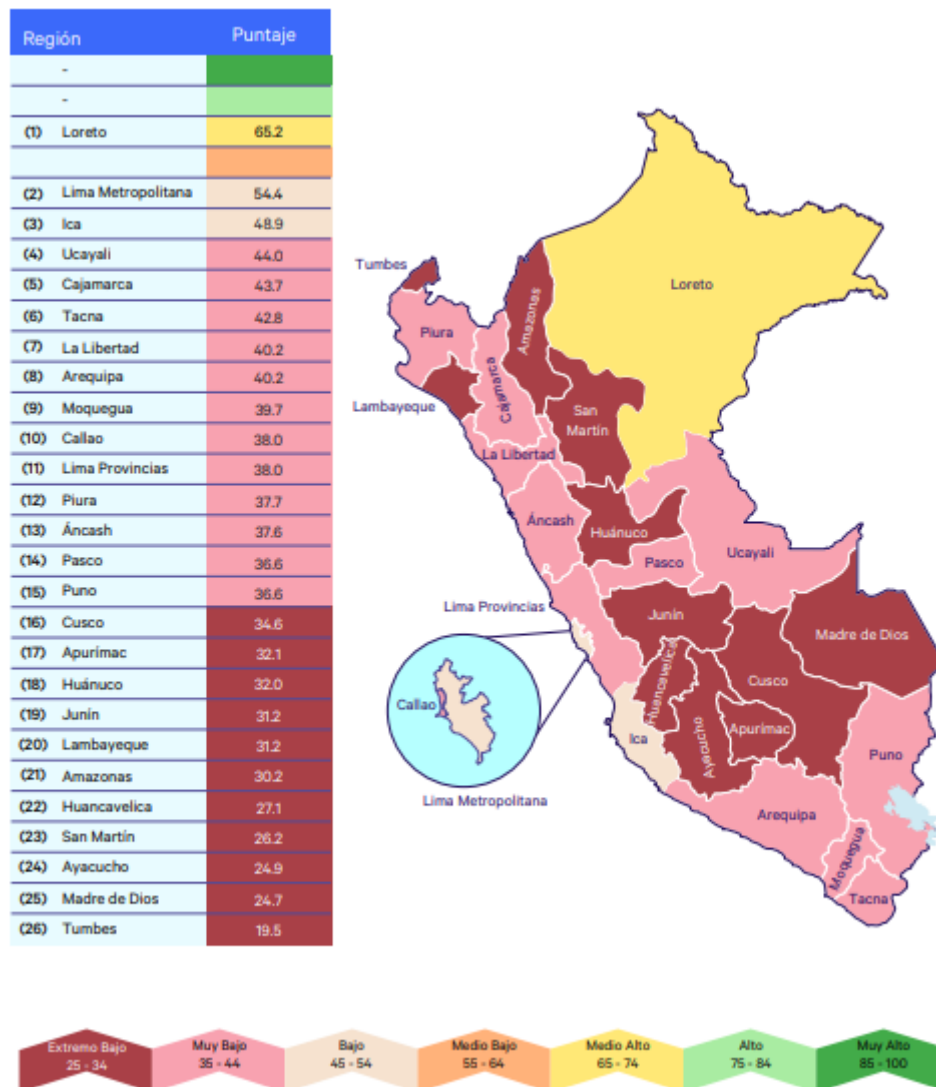 Región Puntaje
-
-
(1) Loreto 65.2
(2) Lima Metropolitana 54.4
(3) Ica 48.9
(4) Ucayali 44.0
(5) Cajamarca 43.7
(6) Tacna 42.8
(7) La Libertad 40.2
(8) Arequipa 40.2
(9) Moquegua 39.7
(10) Callao 38.0
(11) Lima Provincias 38.0
(12) Piura 37.7
(13) Áncash 37.6
(14) Pasco 36.6
(15) Puno 36.6
(16) Cusco 34.6
(17) Apurímac 32.1
(18) Huánuco 32.0
(19) Junín 31.2
(20) Lambayeque 31.2
(21) Amazonas 30.2
(22) Huancavelica 27.1
(23) San Martín 26.2
(24) Ayacucho 24.9
(25) Madre de Dios 24.7
(26) Tumbes 19.5
Tumbes
Loreto
Amazonas
Piura
Cajamarca
Lambayeque
San
Martín
La Libertad
Áncash
Huánuco
Ucayali
Pasco
Lima Provincias
Junín
Madre de Dios
Huancavelica
Cusco
Callao
Ica
Ayacucho
Apurímac
Puno
Lima Metropolitana
Arequipa
Moquegua
Tacna
Extremo Bajo
25 - 34
Muy Bajo
35 - 44
Bajo
45 - 54
Medio Bajo
55 - 64
Medio Alto
65 - 74
Alto
75 - 84
Muy Alto
85 - 100